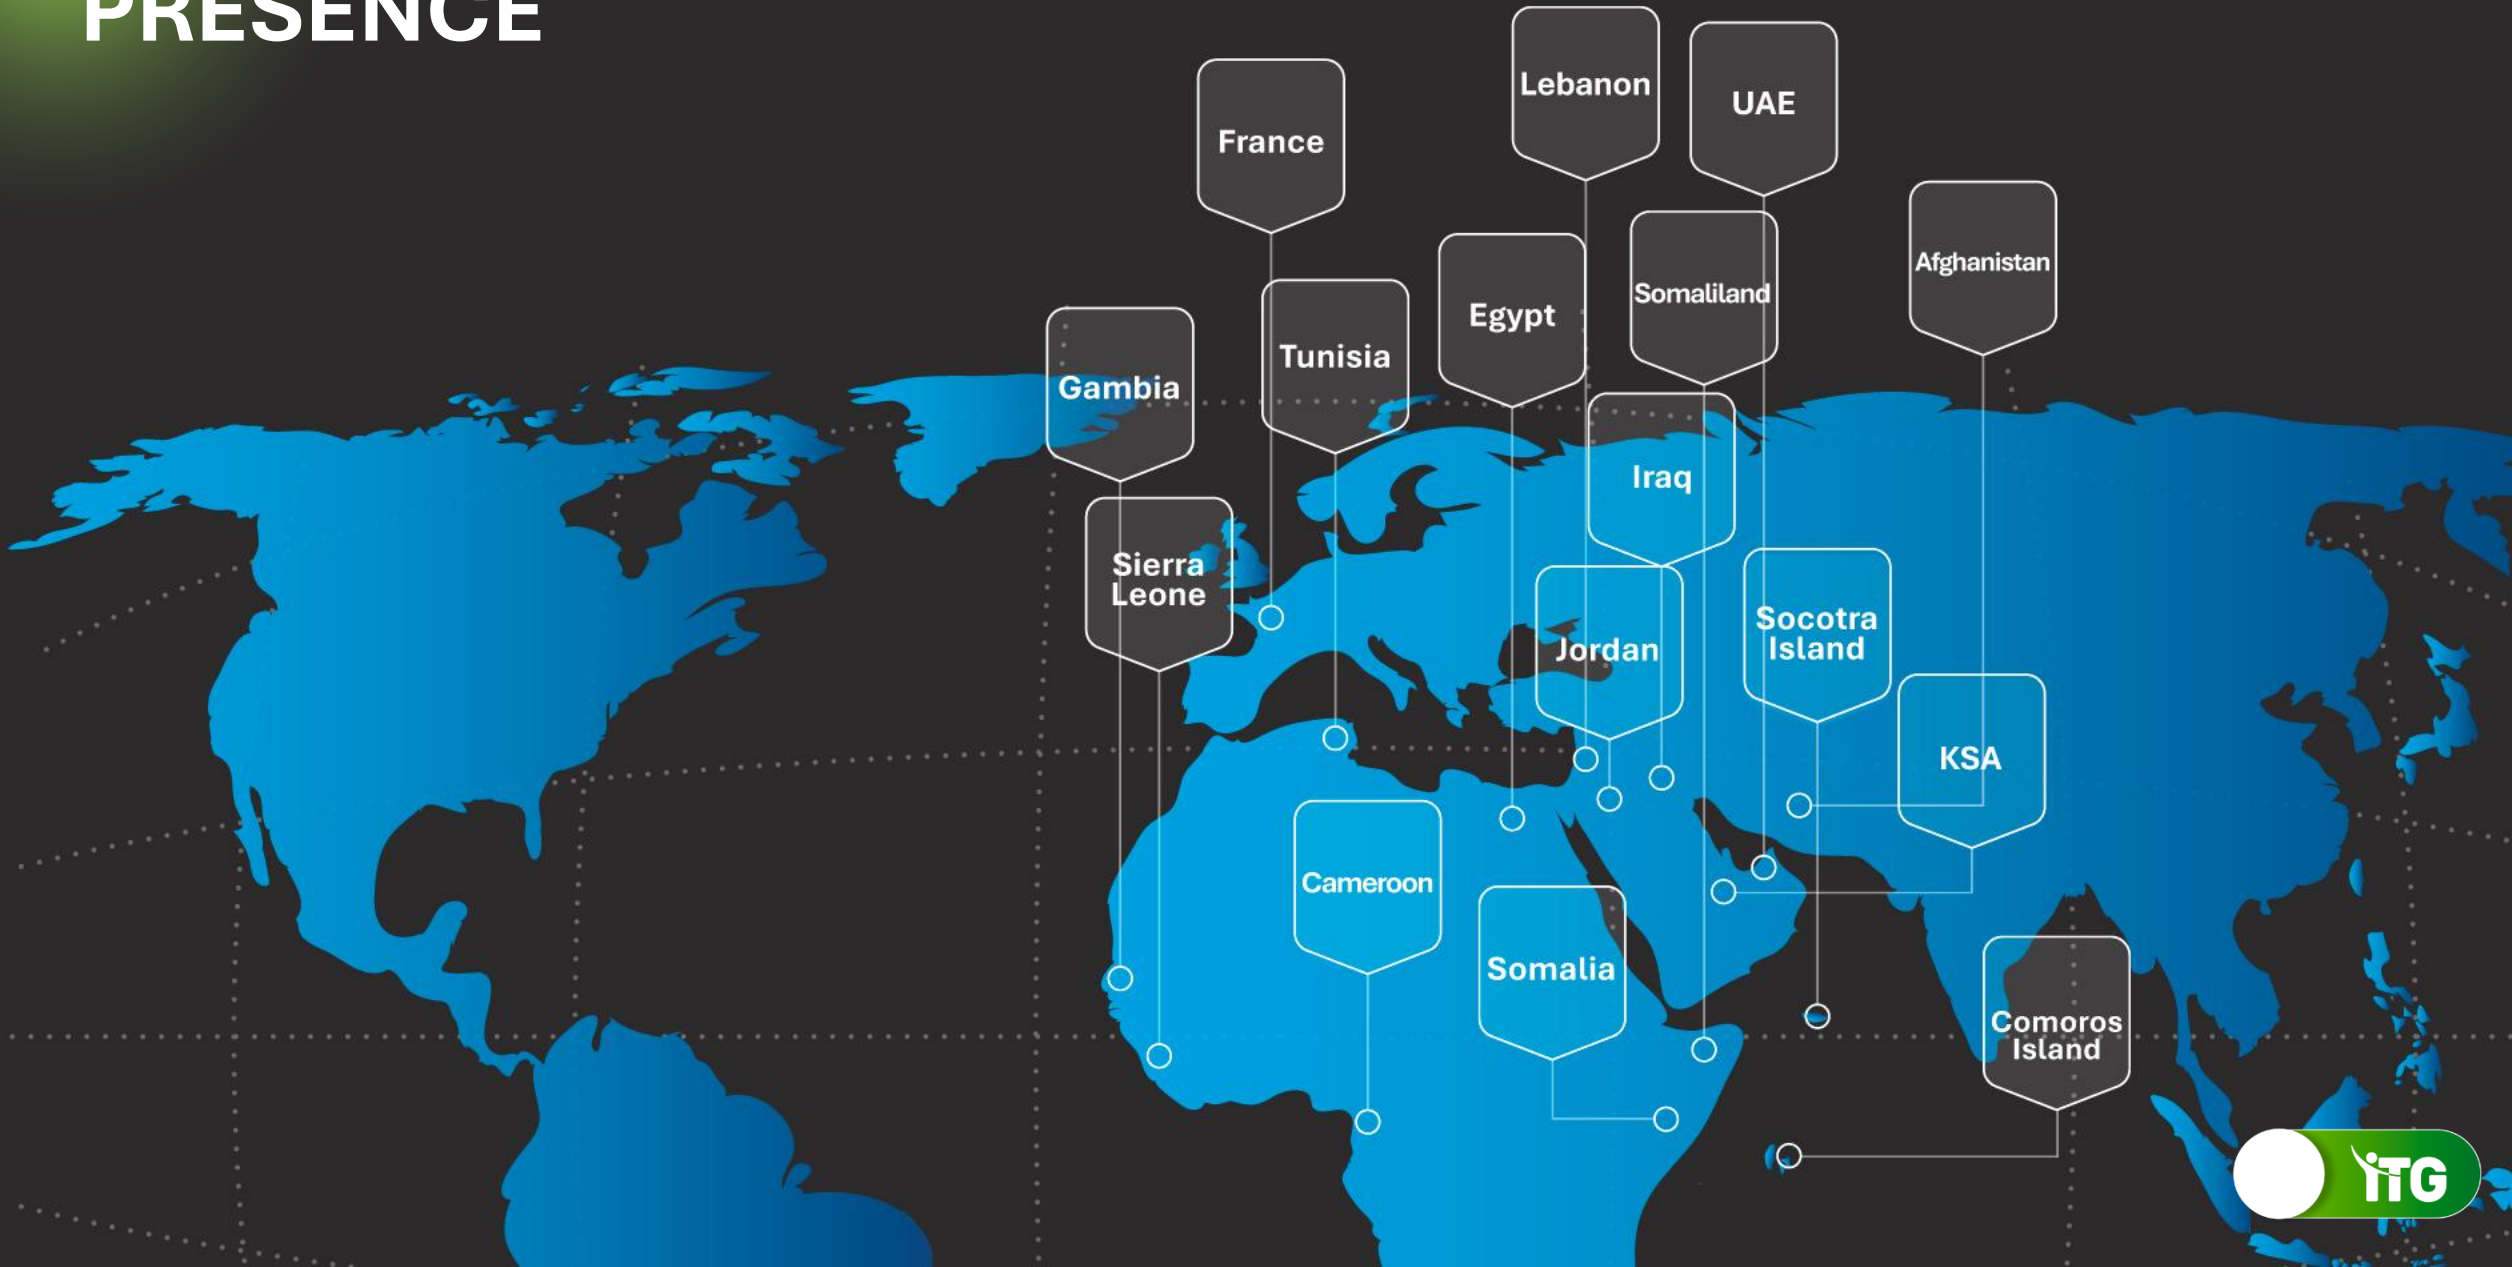 PRESENCE
Lebanon
UAE
France
Afghanistan
Somaliland
Egypt
Tunisia
Gambia
Iraq
Sierra
Leone
Socotra
Island
Jordan
KSA
Cameroon
Somalia
Comoros
Island
iTG